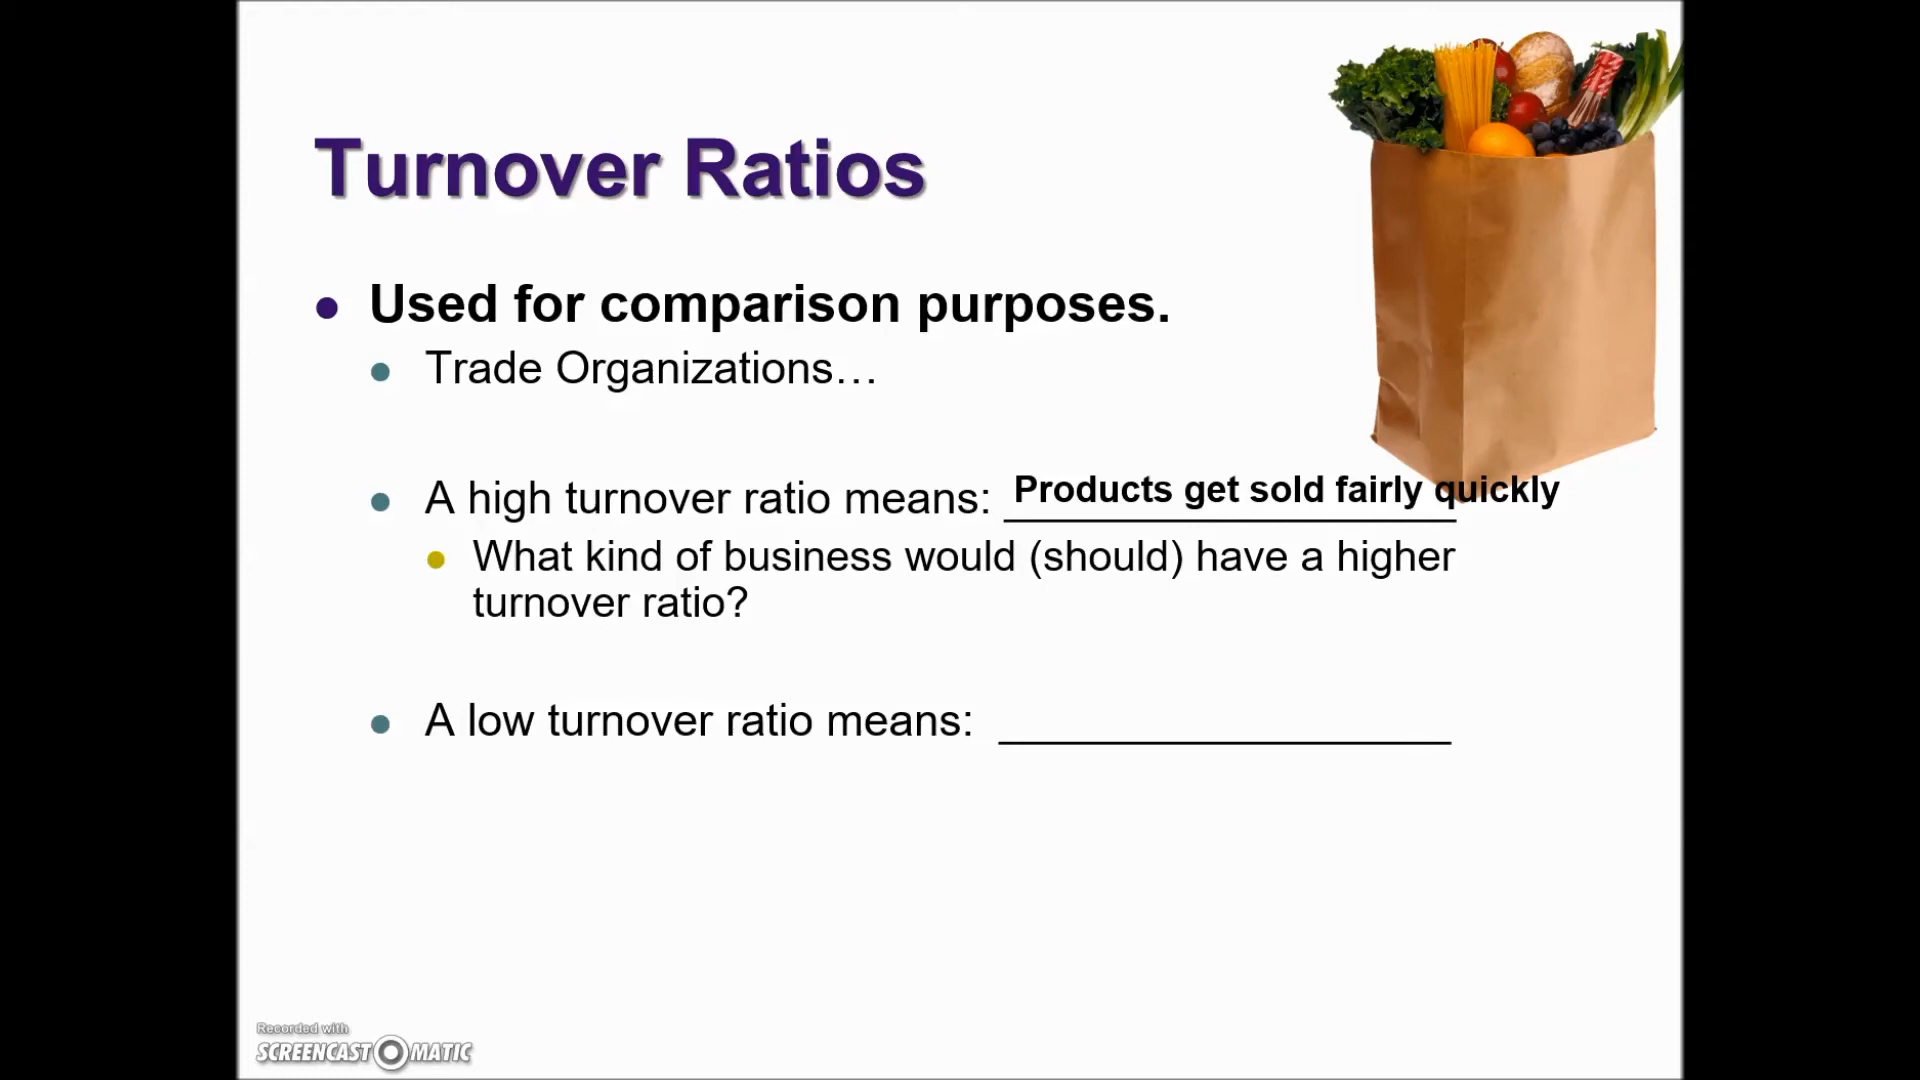 Turnover Ratios
Used for comparison purposes.
Trade Organizations…
A high turnover ratio means: Products get sold fairly quickly
What kind of business would (should) have a higher
turnover ratio?
A low turnover ratio means: ____________________
Recorded with
SCREENCAST MATIC